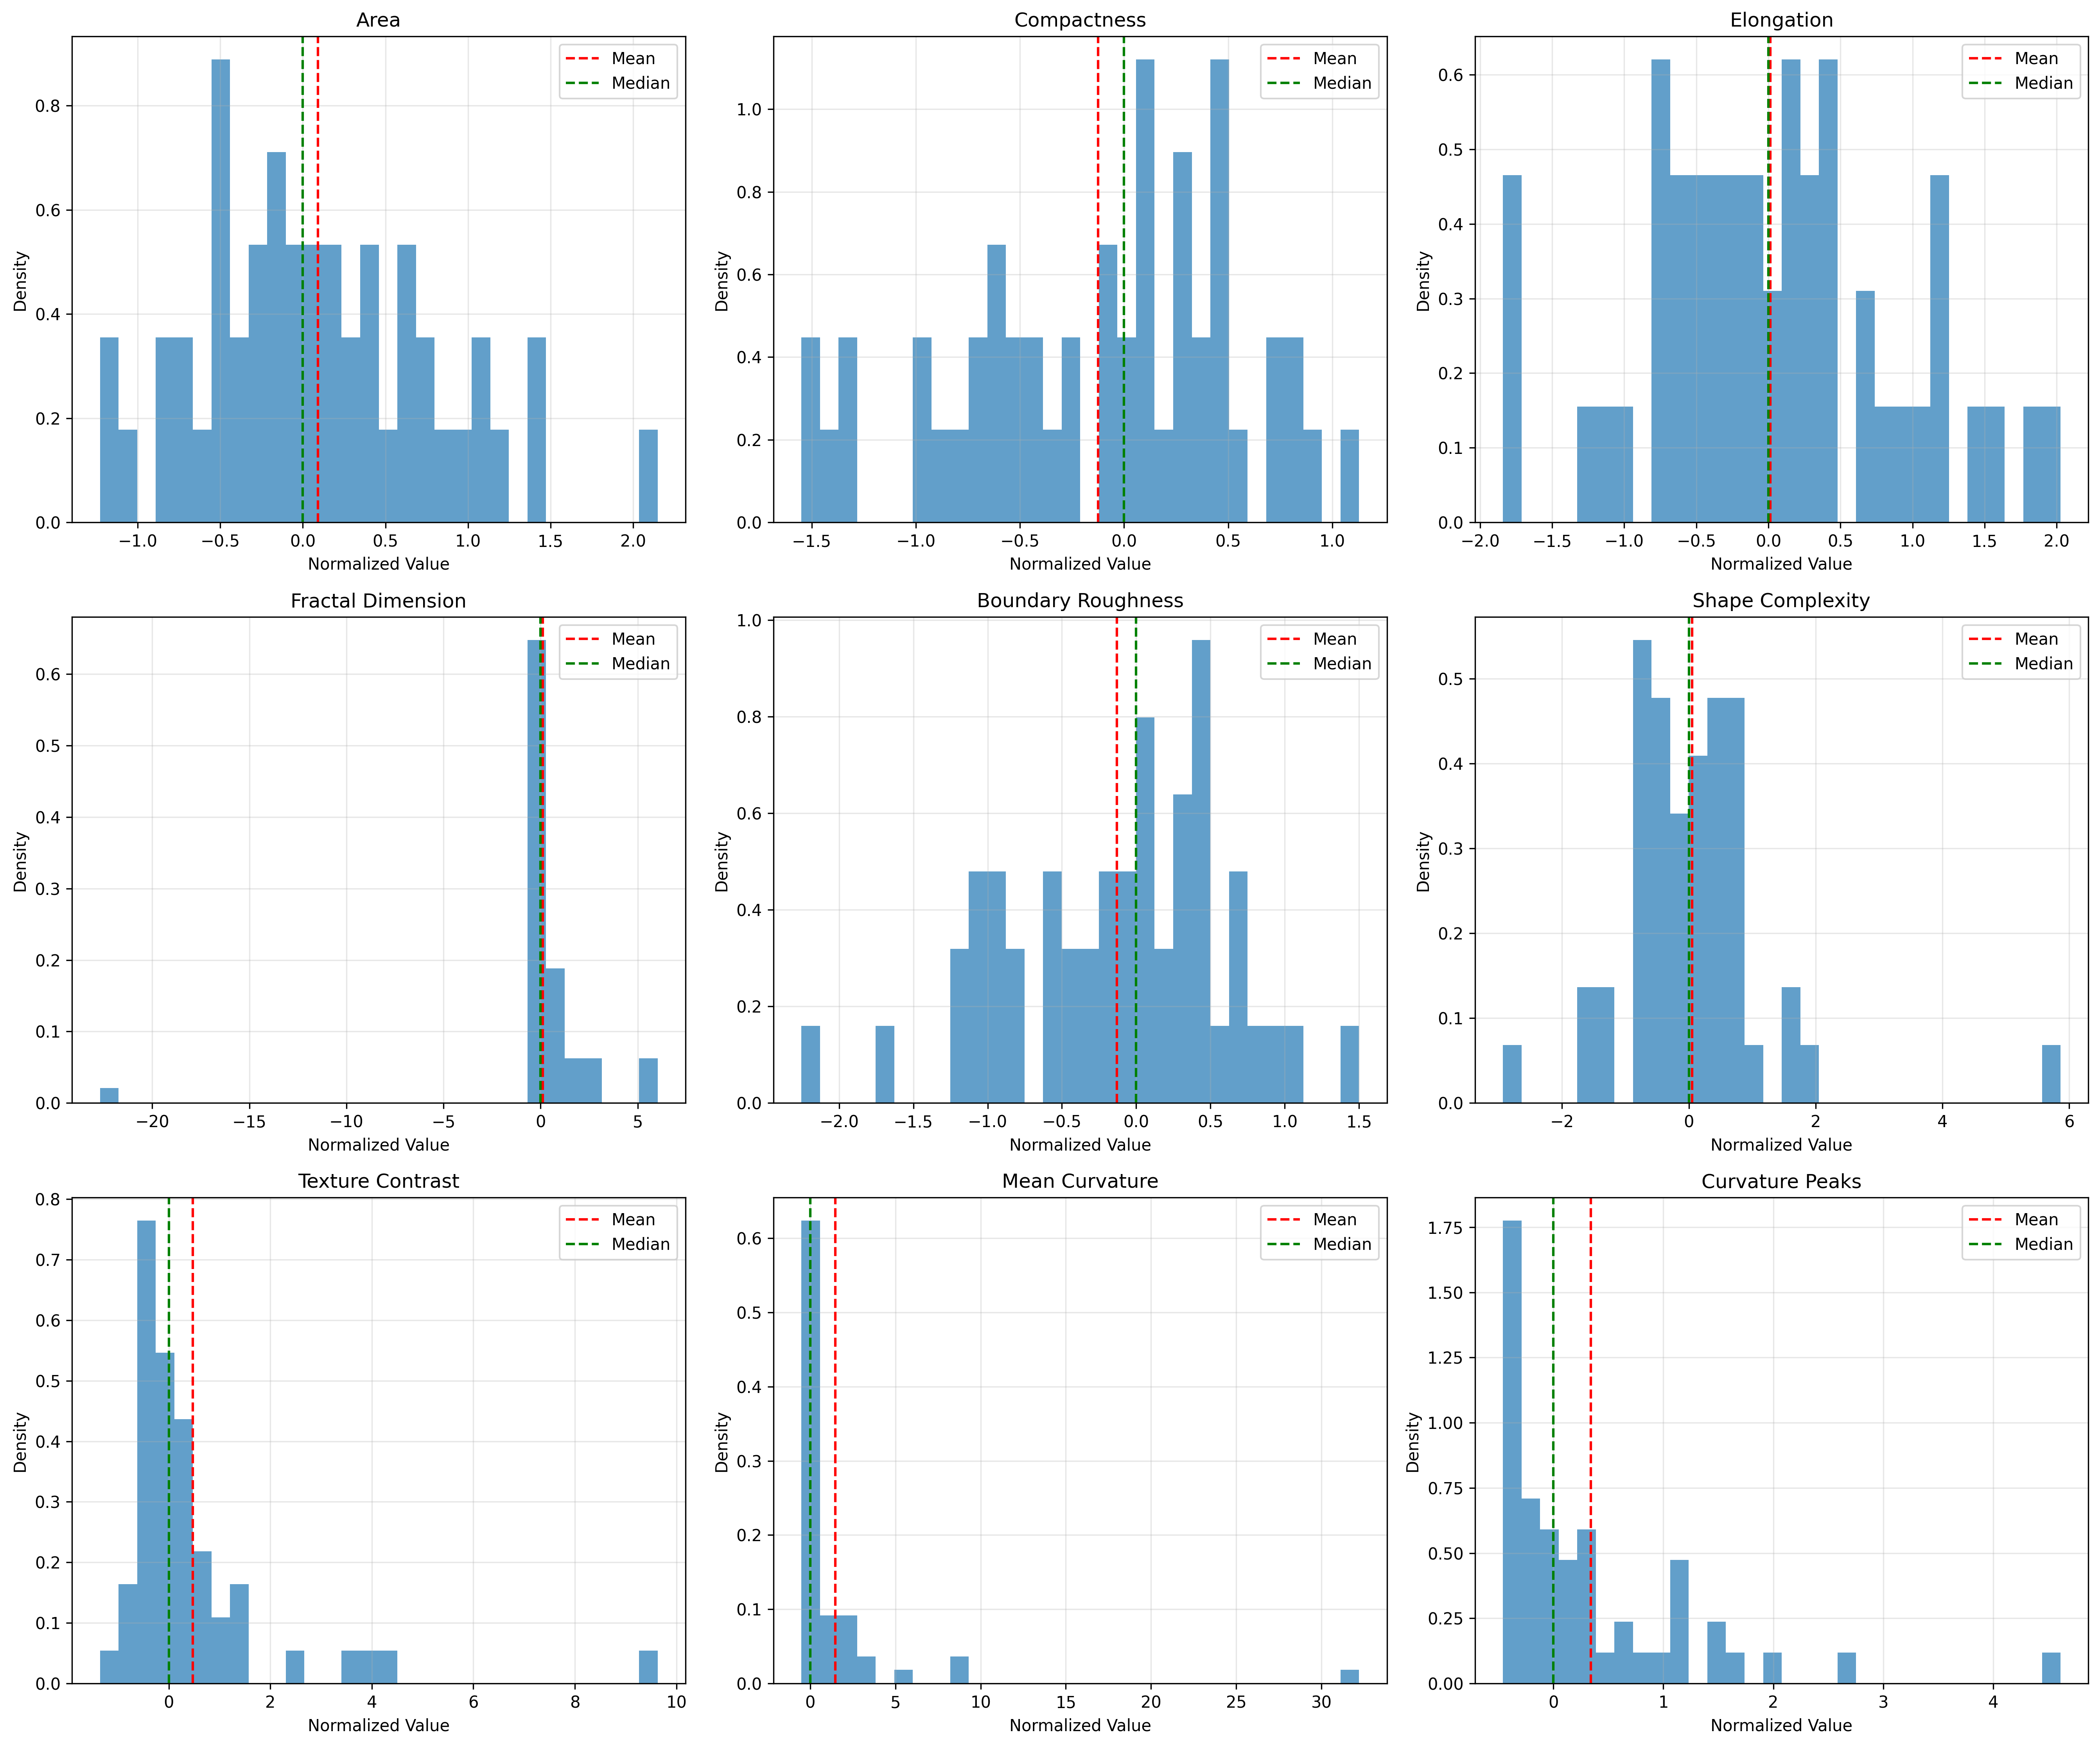 Area
Mean
Median
Density
0.0
0.2
0.4
0.6
0.8
−1.0 −0.5 0.0 0.5 1.0 1.5 2.0
Normalized Value
Compactness
Mean
Median
Density
0.0
0.2
0.4
0.6
0.8
1.0
−1.5 −1.0 −0.5 0.0 0.5 1.0
Normalized Value
Elongation
Mean
Median
Density
0.0
0.1
0.2
0.3
0.4
0.5
0.6
−2.0 −1.5 −1.0 −0.5 0.0 0.5 1.0 1.5 2.0
Normalized Value
Fractal Dimension
Mean
Median
Density
0.0
0.1
0.2
0.3
0.4
0.5
0.6
−20 −15 −10 −5 0 5
Normalized Value
Boundary Roughness
Mean
Median
Density
0.0
0.2
0.4
0.6
0.8
1.0
−2.0 −1.5 −1.0 −0.5 0.0 0.5 1.0 1.5
Normalized Value
Shape Complexity
Mean
Median
Density
0.0
0.1
0.2
0.3
0.4
0.5
−2 0 2 4 6
Normalized Value
Texture Contrast
Mean
Median
Density
0.0
0.1
0.2
0.3
0.4
0.5
0.6
0.7
0.8
0 2 4 6 8 10
Normalized Value
Mean Curvature
Mean
Median
Density
0.0
0.1
0.2
0.3
0.4
0.5
0.6
0 5 10 15 20 25 30
Normalized Value
Curvature Peaks
Mean
Median
Density
0.00
0.25
0.50
0.75
1.00
1.25
1.50
1.75
0 1 2 3 4
Normalized Value